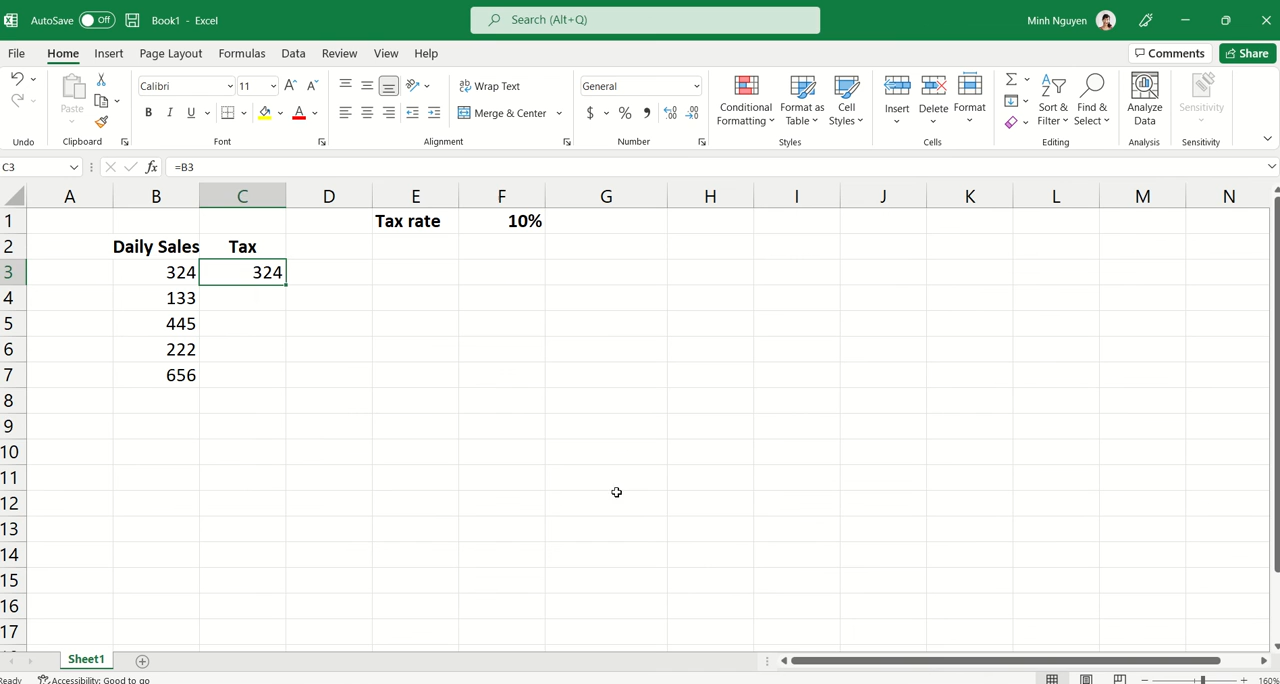 AutoSave Off Book1 - Excel Search (Alt+Q) Minh Nguyen
File Home Insert Page Layout Formulas Data Review View Help Comments Share
Calibri 11 Wrap Text General
Paste B I U Merge & Center $ % Conditional Formatting Format as Table Cell Styles Insert Delete Format Sort & Filter Find & Select Analyze Data Sensitivity
Undo Clipboard Font Alignment Number Styles Cells Editing Analysis Sensitivity
C3 fx =B3
A B C D E F G H I J K L M N
1 Tax rate 10%
2 Daily Sales Tax
3 324 324
4 133
5 445
6 222
7 656
8
9
10
11
12
13
14
15
16
17
Sheet1
Ready Accessibility: Good to go 160%